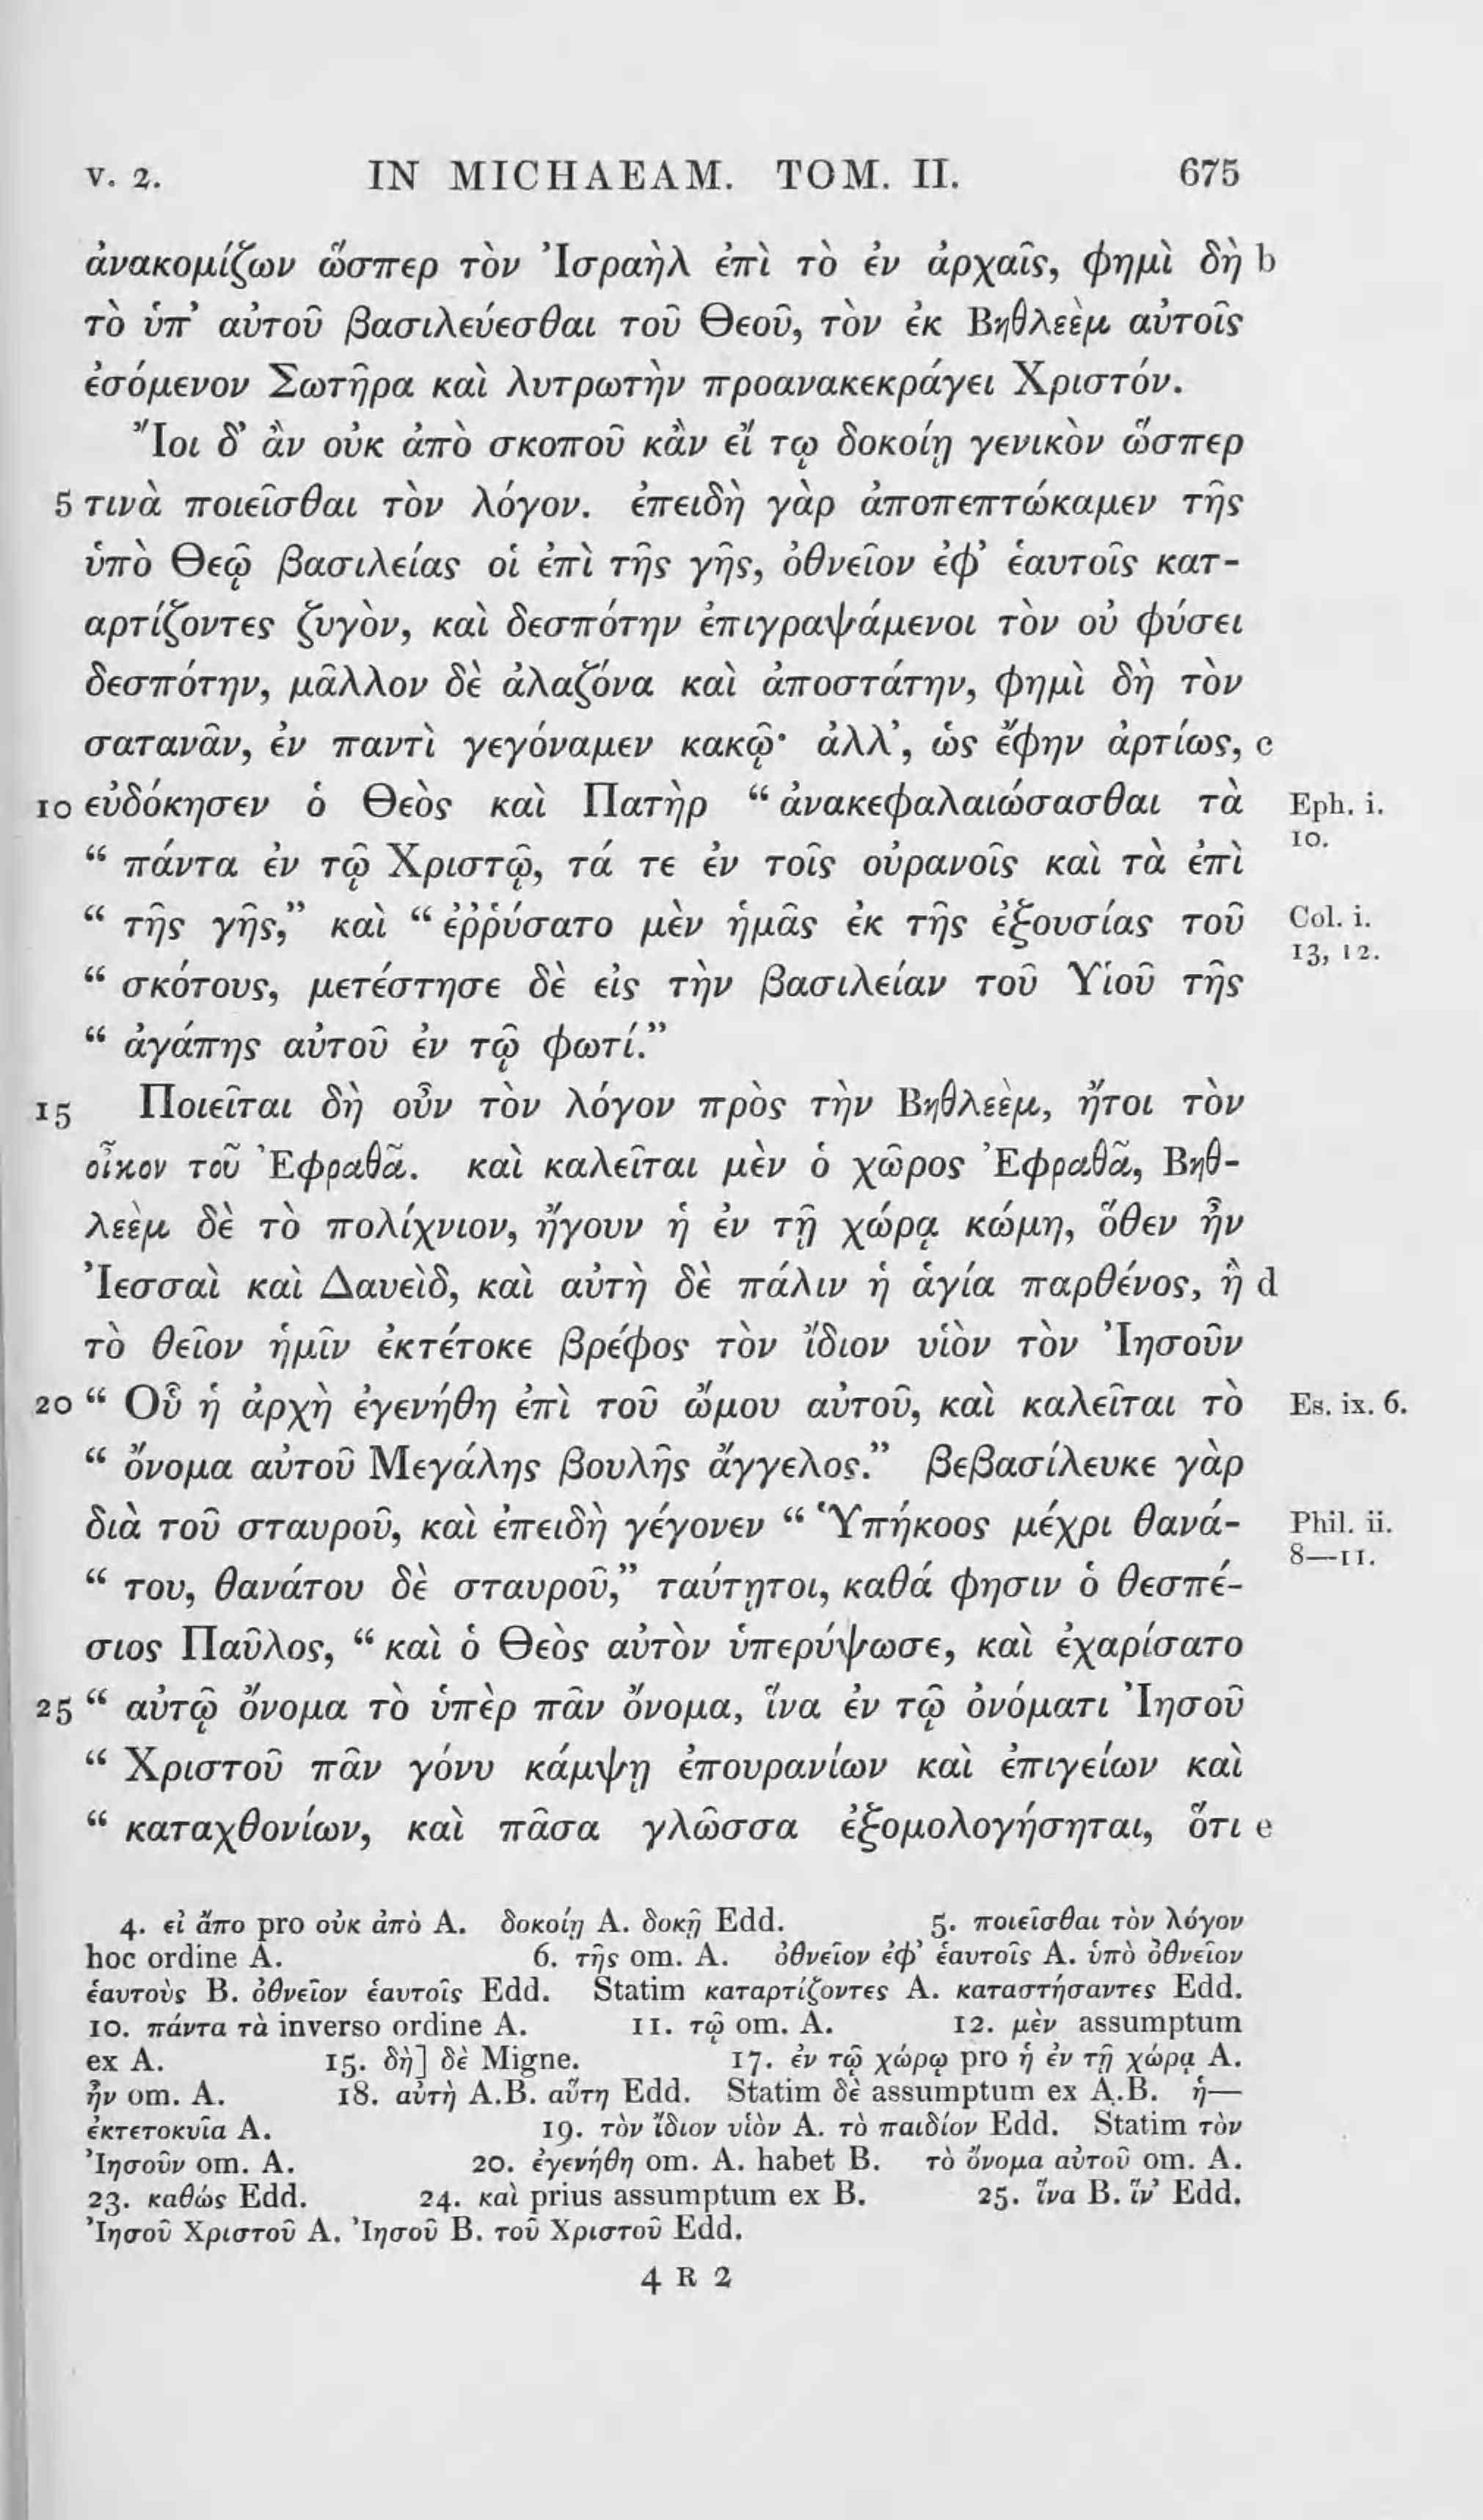 v. 2. IN MICHAEAM. TOM. II. 675
ἀνακομίζων ὥσπερ τὸν Ἰσραὴλ ἐπὶ τὸ ἐν ἀρχαῖς, φημὶ δὴ b
τὸ ὑπ’ αὐτοῦ βασιλεύεσθαι τοῦ Θεοῦ, τὸν ἐκ Βηθλεὲμ αὐτοῖς
ἐσόμενον Σωτῆρα καὶ λυτρωτὴν προανακεκράγει Χριστόν.
Ἴοι δ’ ἂν οὐκ ἀπὸ σκοποῦ κἂν εἴ τῳ δοκοίη γενικὸν ὥσπερ
5 τινὰ ποιεῖσθαι τὸν λόγον. ἐπειδὴ γὰρ ἀποπεπτώκαμεν τῆς
ὑπὸ Θεῷ βασιλείας οἱ ἐπὶ τῆς γῆς, ὀθνεῖον ἐφ’ ἑαυτοῖς κατ-
αρτίζοντες ζυγὸν, καὶ δεσπότην ἐπιγραψάμενοι τὸν οὐ φύσει
δεσπότην, μᾶλλον δὲ ἀλαζόνα καὶ ἀποστάτην, φημὶ δὴ τὸν
σατανᾶν, ἐν παντὶ γεγόναμεν κακῷ· ἀλλ’, ὡς ἔφην ἀρτίως, c
10 εὐδόκησεν ὁ Θεὸς καὶ Πατὴρ “ ἀνακεφαλαιώσασθαι τὰ Eph. i. 10.
“ πάντα ἐν τῷ Χριστῷ, τά τε ἐν τοῖς οὐρανοῖς καὶ τὰ ἐπὶ
“ τῆς γῆς,” καὶ “ ἐῤῥύσατο μὲν ἡμᾶς ἐκ τῆς ἐξουσίας τοῦ Col. i. 13, 12.
“ σκότους, μετέστησε δὲ εἰς τὴν βασιλείαν τοῦ Υἱοῦ τῆς
“ ἀγάπης αὐτοῦ ἐν τῷ φωτί.”
15 Ποιεῖται δὴ οὖν τὸν λόγον πρὸς τὴν Βηθλεὲμ, ἤτοι τὸν
οἶκον τοῦ Ἐφραθᾶ. καὶ καλεῖται μὲν ὁ χῶρος Ἐφραθᾶ, Βηθ-
λεὲμ δὲ τὸ πολίχνιον, ἤγουν ἡ ἐν τῇ χώρᾳ κώμη, ὅθεν ἦν
Ἰεσσαὶ καὶ Δαυεὶδ, καὶ αὐτὴ δὲ πάλιν ἡ ἁγία παρθένος, ἣ d
τὸ θεῖον ἡμῖν ἐκτέτοκε βρέφος τὸν ἴδιον υἱὸν τὸν Ἰησοῦν
20 “ Οὗ ἡ ἀρχὴ ἐγενήθη ἐπὶ τοῦ ὤμου αὐτοῦ, καὶ καλεῖται τὸ Es. ix. 6.
“ ὄνομα αὐτοῦ Μεγάλης βουλῆς ἄγγελος.” βεβασίλευκε γὰρ
διὰ τοῦ σταυροῦ, καὶ ἐπειδὴ γέγονεν “ Ὑπήκοος μέχρι θανά- Phil. ii. 8—11.
“ του, θανάτου δὲ σταυροῦ,” ταύτῃτοι, καθά φησιν ὁ θεσπέ-
σιος Παῦλος, “ καὶ ὁ Θεὸς αὐτὸν ὑπερύψωσε, καὶ ἐχαρίσατο
25 “ αὐτῷ ὄνομα τὸ ὑπὲρ πᾶν ὄνομα, ἵνα ἐν τῷ ὀνόματι Ἰησοῦ
“ Χριστοῦ πᾶν γόνυ κάμψῃ ἐπουρανίων καὶ ἐπιγείων καὶ
“ καταχθονίων, καὶ πᾶσα γλῶσσα ἐξομολογήσηται, ὅτι e
4. εἰ ἄπο pro οὐκ ἀπὸ A. δοκοίη A. δοκῇ Edd. 5. ποιεῖσθαι τὸν λόγον
hoc ordine A. 6. τῆς om. A. ὀθνεῖον ἐφ’ ἑαυτοῖς A. ὑπὸ ὀθνεῖον
ἑαυτοὺς B. ὀθνεῖον ἑαυτοῖς Edd. Statim καταρτίζοντες A. καταστήσαντες Edd.
10. πάντα τὰ inverso ordine A. 11. τῷ om. A. 12. μὲν assumptum
ex A. 15. δὴ] δὲ Migne. 17. ἐν τῷ χώρῳ pro ἡ ἐν τῇ χώρᾳ A.
ἦν om. A. 18. αὐτὴ A.B. αὕτη Edd. Statim δὲ assumptum ex A.B. ἡ—
ἐκτετοκυῖα A. 19. τὸν ἴδιον υἱὸν A. τὸ παιδίον Edd. Statim τὸν
Ἰησοῦν om. A. 20. ἐγενήθη om. A. habet B. τὸ ὄνομα αὐτοῦ om. A.
23. καθώς Edd. 24. καὶ prius assumptum ex B. 25. ἵνα B. ἵν’ Edd.
Ἰησοῦ Χριστοῦ A. Ἰησοῦ B. τοῦ Χριστοῦ Edd.
4 R 2